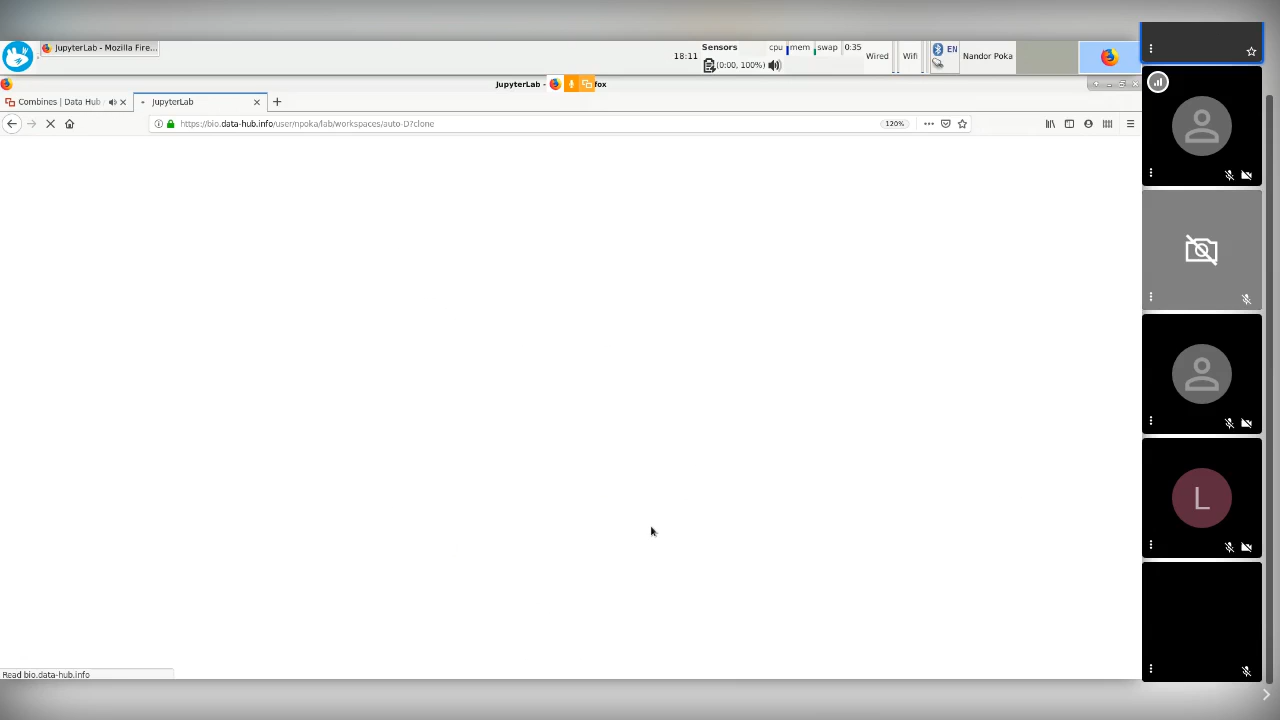 JupyterLab - Mozilla Fire...
18:11
Sensors
cpu mem swap 0:35
(0:00, 100%)
Wired
Wifi
EN
Nandor Poka
JupyterLab - fox
Combines | Data Hub
JupyterLab
https://bio.data-hub.info/user/npoka/lab/workspaces/auto-D?clone
120%
L
Read bio.data-hub.info